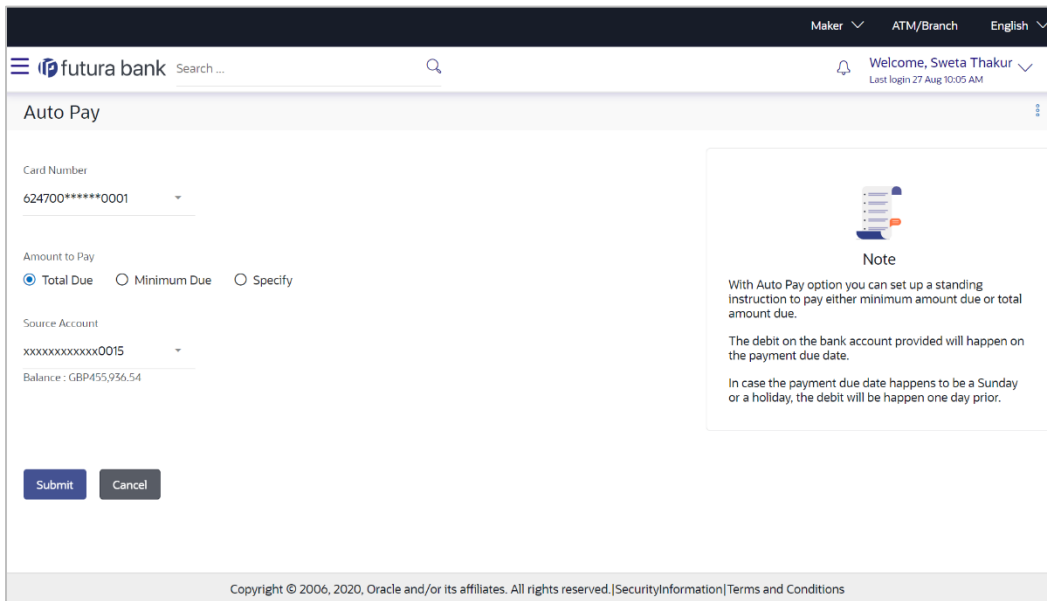 Maker ATM/Branch English
futura bank Search ... Welcome, Sweta Thakur
Last login 27 Aug 10:05 AM
Auto Pay
Card Number
624700******0001
Amount to Pay
Total Due Minimum Due Specify
Source Account
xxxxxxxxxxxx0015
Balance : GBP455,936.54
Submit Cancel
Note
With Auto Pay option you can set up a standing
instruction to pay either minimum amount due or total
amount due.
The debit on the bank account provided will happen on
the payment due date.
In case the payment due date happens to be a Sunday
or a holiday, the debit will be happen one day prior.
Copyright © 2006, 2020, Oracle and/or its affiliates. All rights reserved.|SecurityInformation|Terms and Conditions